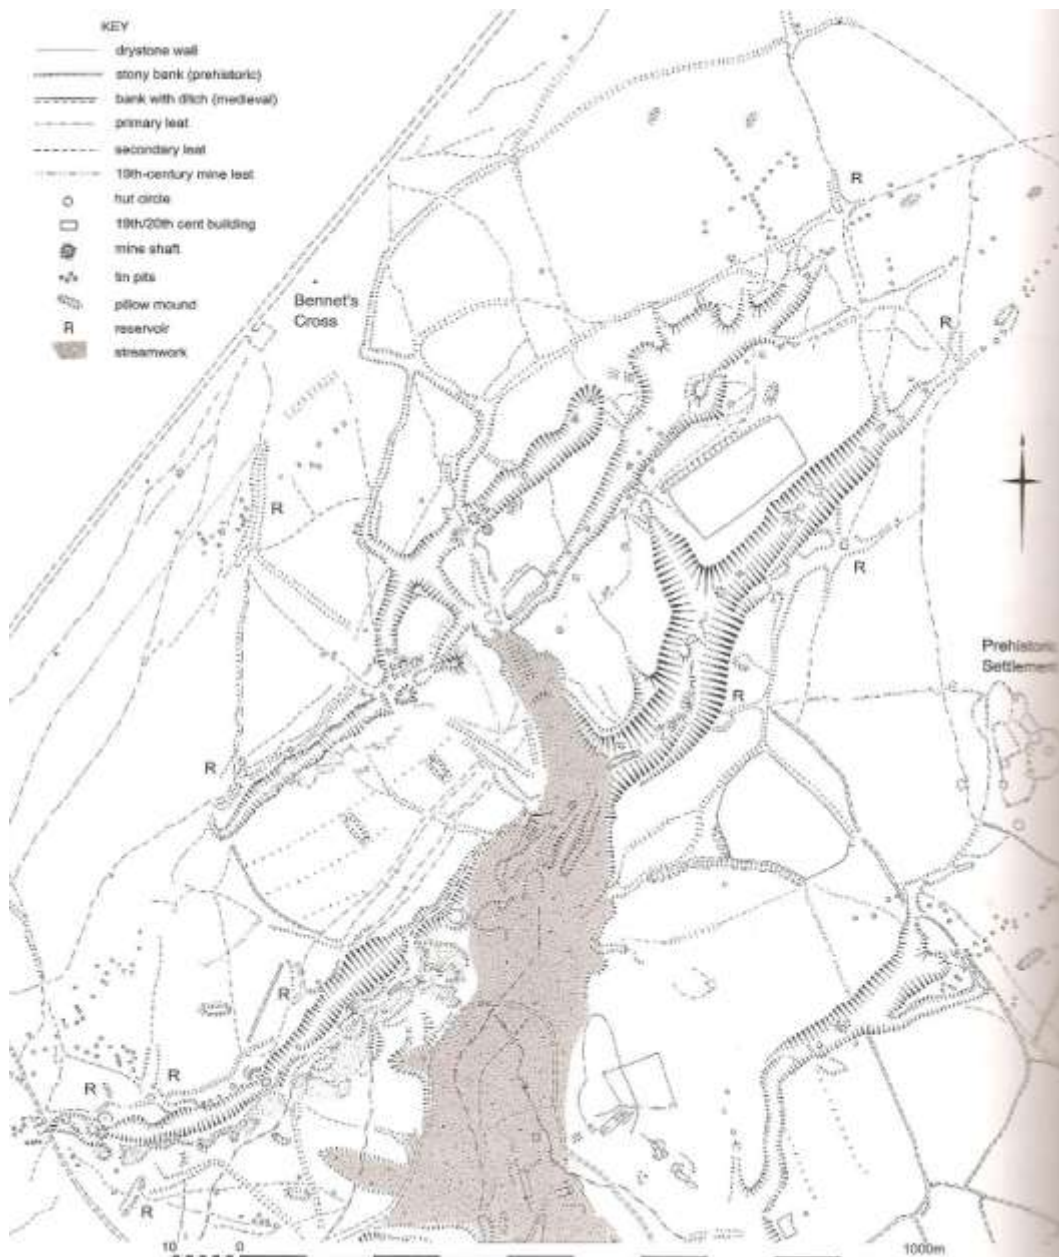 KEY
drystone wall
stony bank (prehistoric)
bank with ditch (medieval)
primary leat
secondary leat
19th-century mine leat
hut circle
19th/20th cent building
mine shaft
tin pits
pillow mound
R reservoir
streamwork
Bennet's
Cross
R
R
R
R
Prehistoric
Settlemen
R
R
R
R
R
R
10 0 1000m